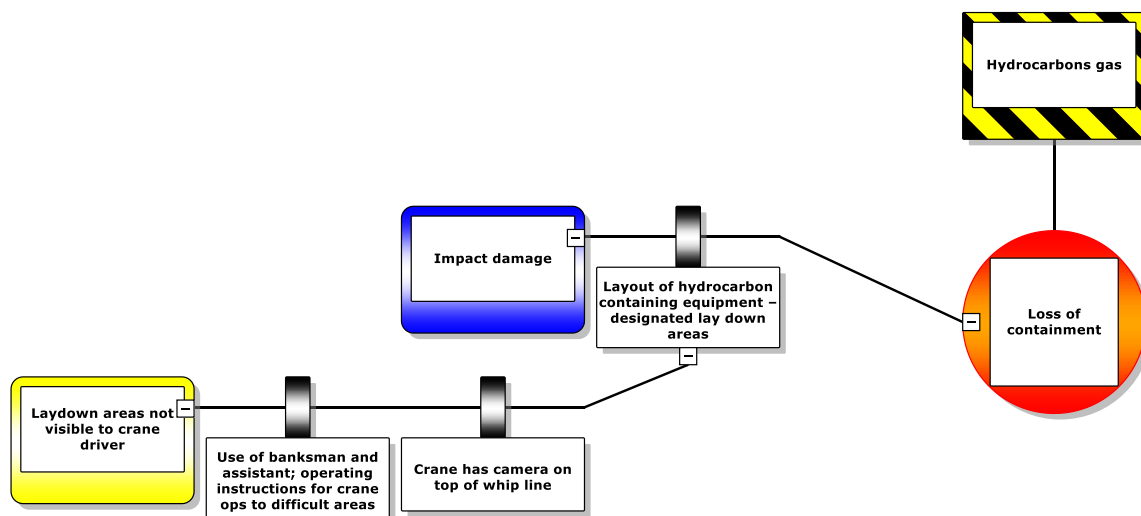 Hydrocarbons gas
Impact damage
Layout of hydrocarbon
containing equipment –
designated lay down
areas
Loss of
containment
Laydown areas not
visible to crane
driver
Use of banksman and
assistant; operating
instructions for crane
ops to difficult areas
Crane has camera on
top of whip line